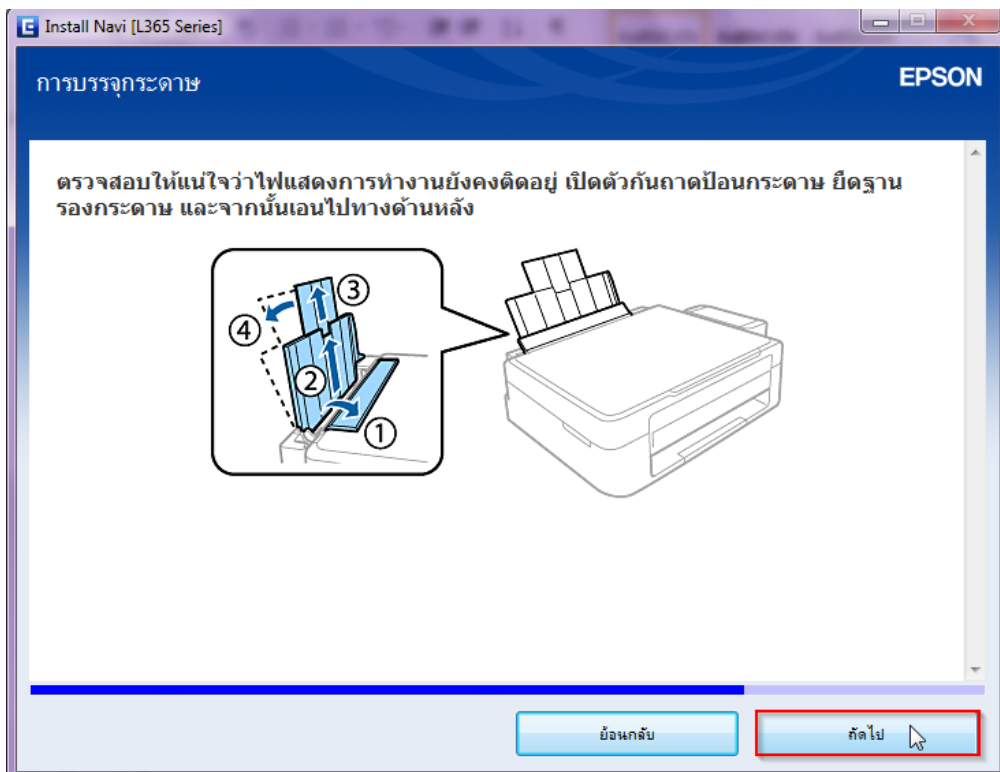 Install Navi [L365 Series]
การบรรจุกระดาษ
EPSON
ตรวจสอบให้แน่ใจว่าไฟแสดงการทำงานยังคงติดอยู่ เปิดตัวกันถาดป้อนกระดาษ ยืดฐาน
รองกระดาษ และจากนั้นเอนไปทางด้านหลัง
③
④
②
①
ย้อนกลับ
ถัดไป